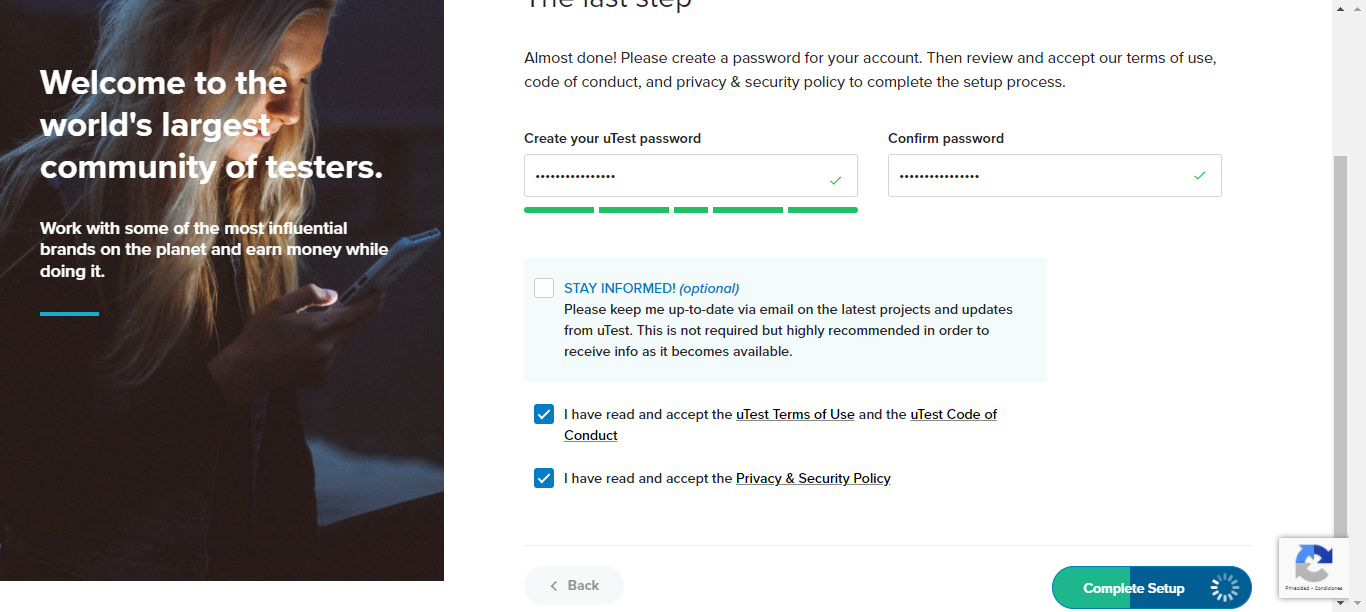 The last step
Welcome to the
world's largest
community of testers.
Work with some of the most influential
brands on the planet and earn money while
doing it.
Almost done! Please create a password for your account. Then review and accept our terms of use,
code of conduct, and privacy & security policy to complete the setup process.
Create your uTest password
Confirm password
••••••••••••••••
••••••••••••••••
STAY INFORMED! (optional)
Please keep me up-to-date via email on the latest projects and updates
from uTest. This is not required but highly recommended in order to
receive info as it becomes available.
I have read and accept the uTest Terms of Use and the uTest Code of
Conduct
I have read and accept the Privacy & Security Policy
Back
Complete Setup
Privacidad - Condiciones